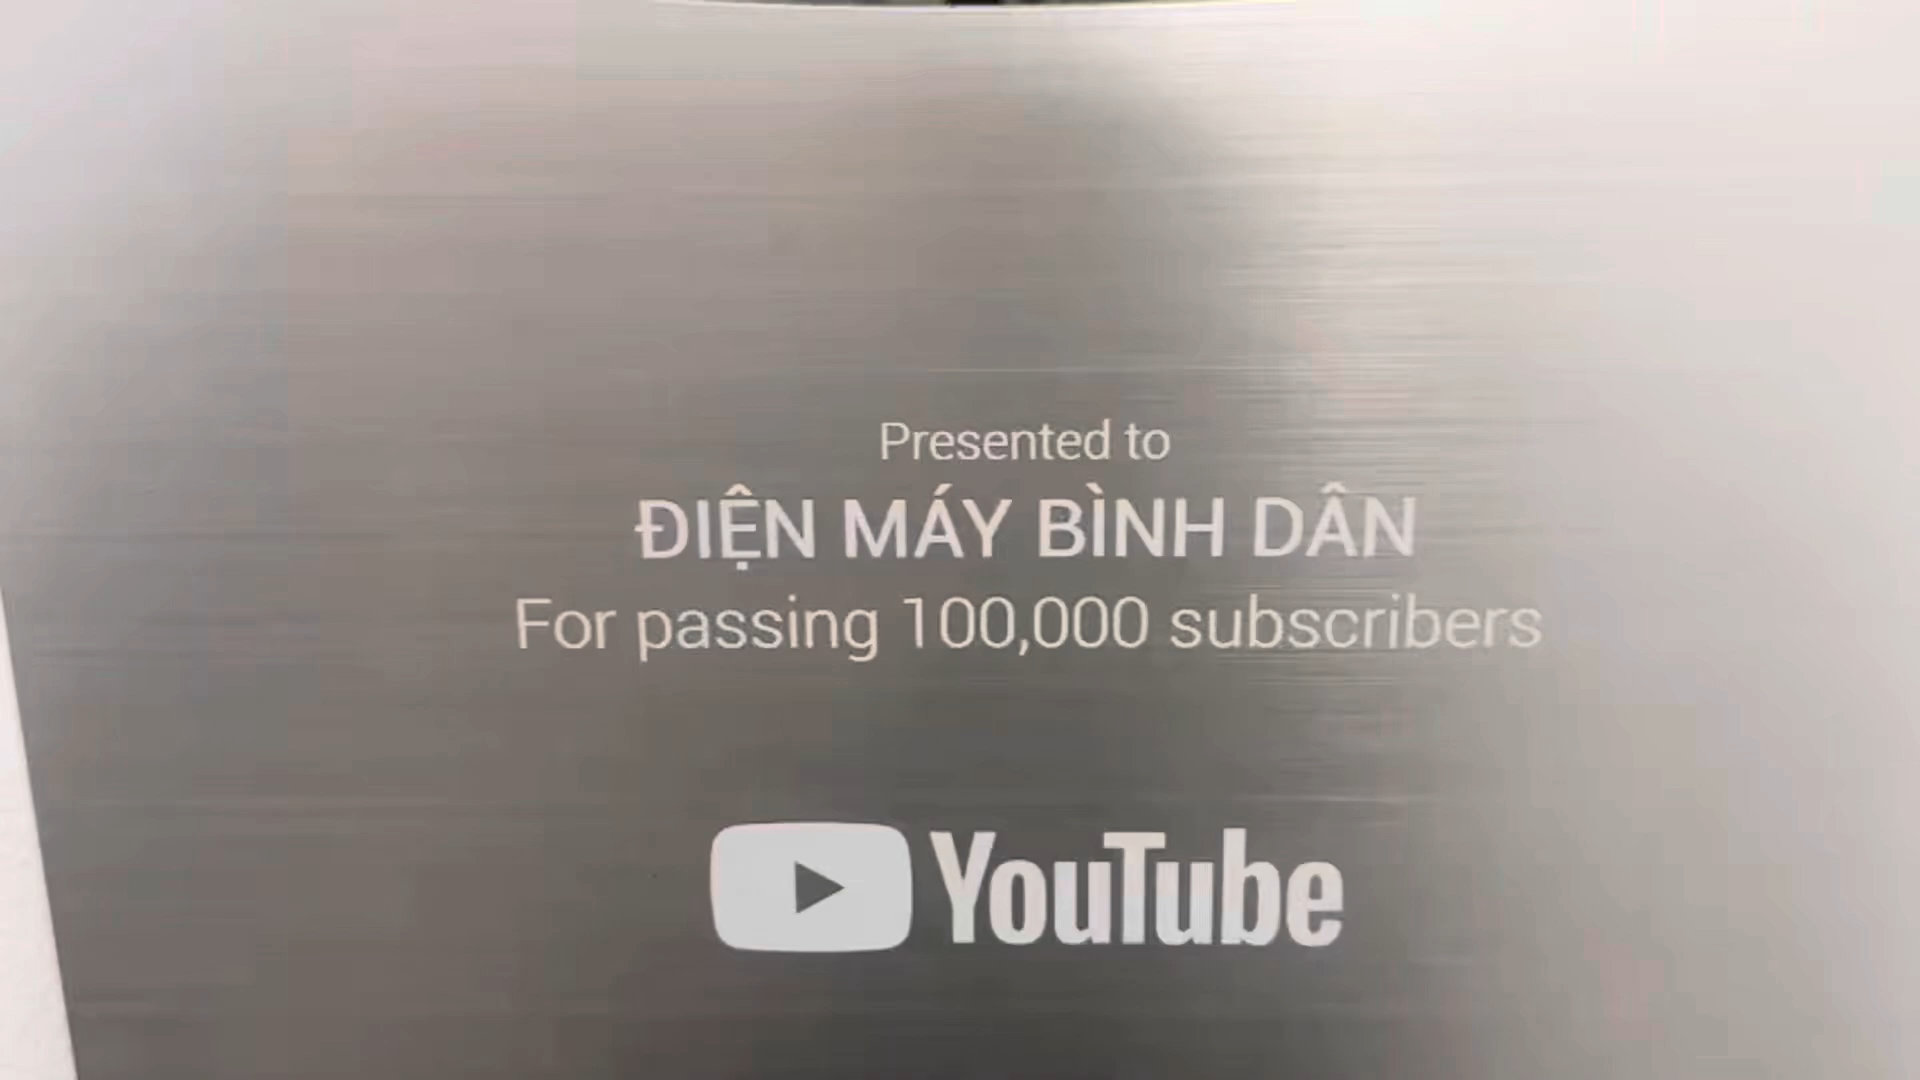 Presented to
ĐIỆN MÁY BÌNH DÂN
For passing 100,000 subscribers
YouTube